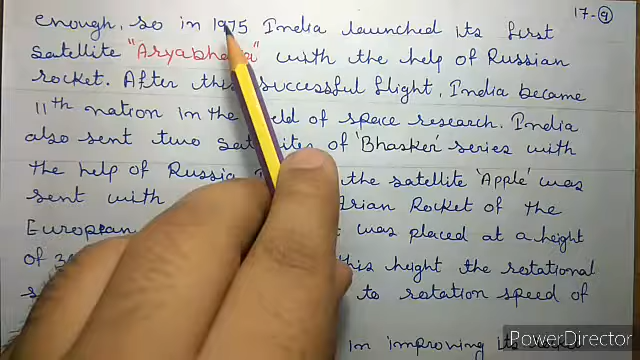 17-9
enough, so in 1975 India launched its first
satellite "Aryabhata" with the help of Russian
rocket. After this successful flight, India became
11th nation in the field of space research. India
also sent two satellites of 'Bhasker' series with
the help of Russia the satellite 'Apple' was
sent with Arian Rocket of the
European was placed at a height
of this height the rotational
to rotation speed of
in improving its
PowerDirector